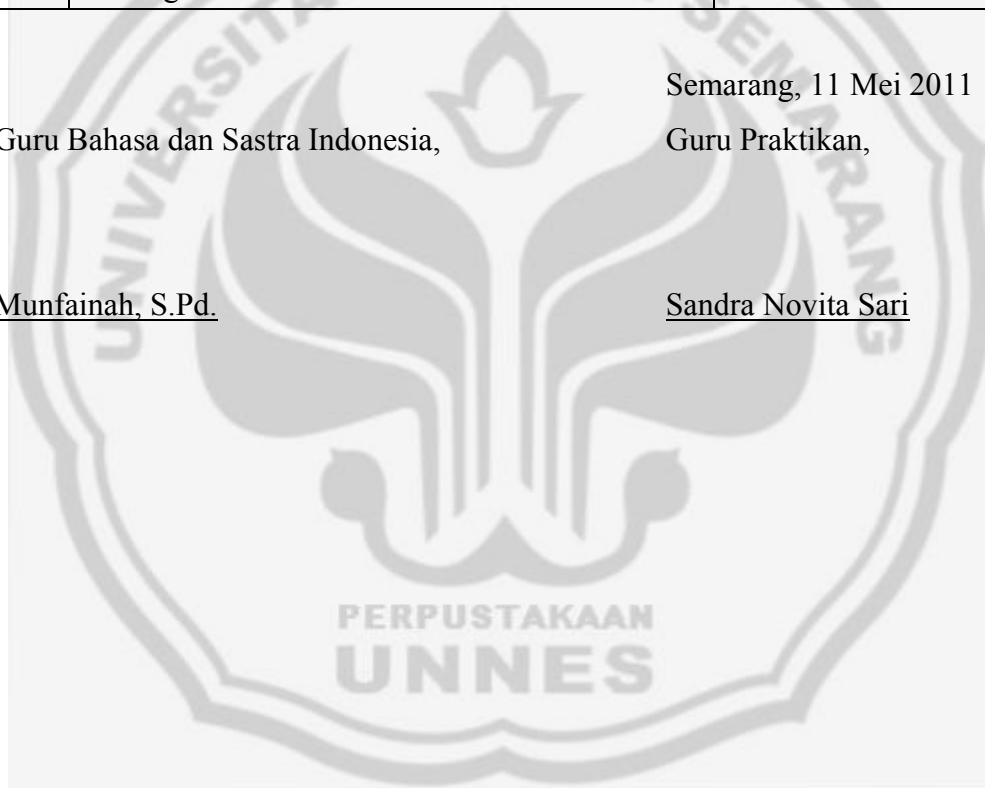 Semarang, 11 Mei 2011
Guru Bahasa dan Sastra Indonesia, Guru Praktikan,
Munfainah, S.Pd. Sandra Novita Sari
PERPUSTAKAAN
UNNES